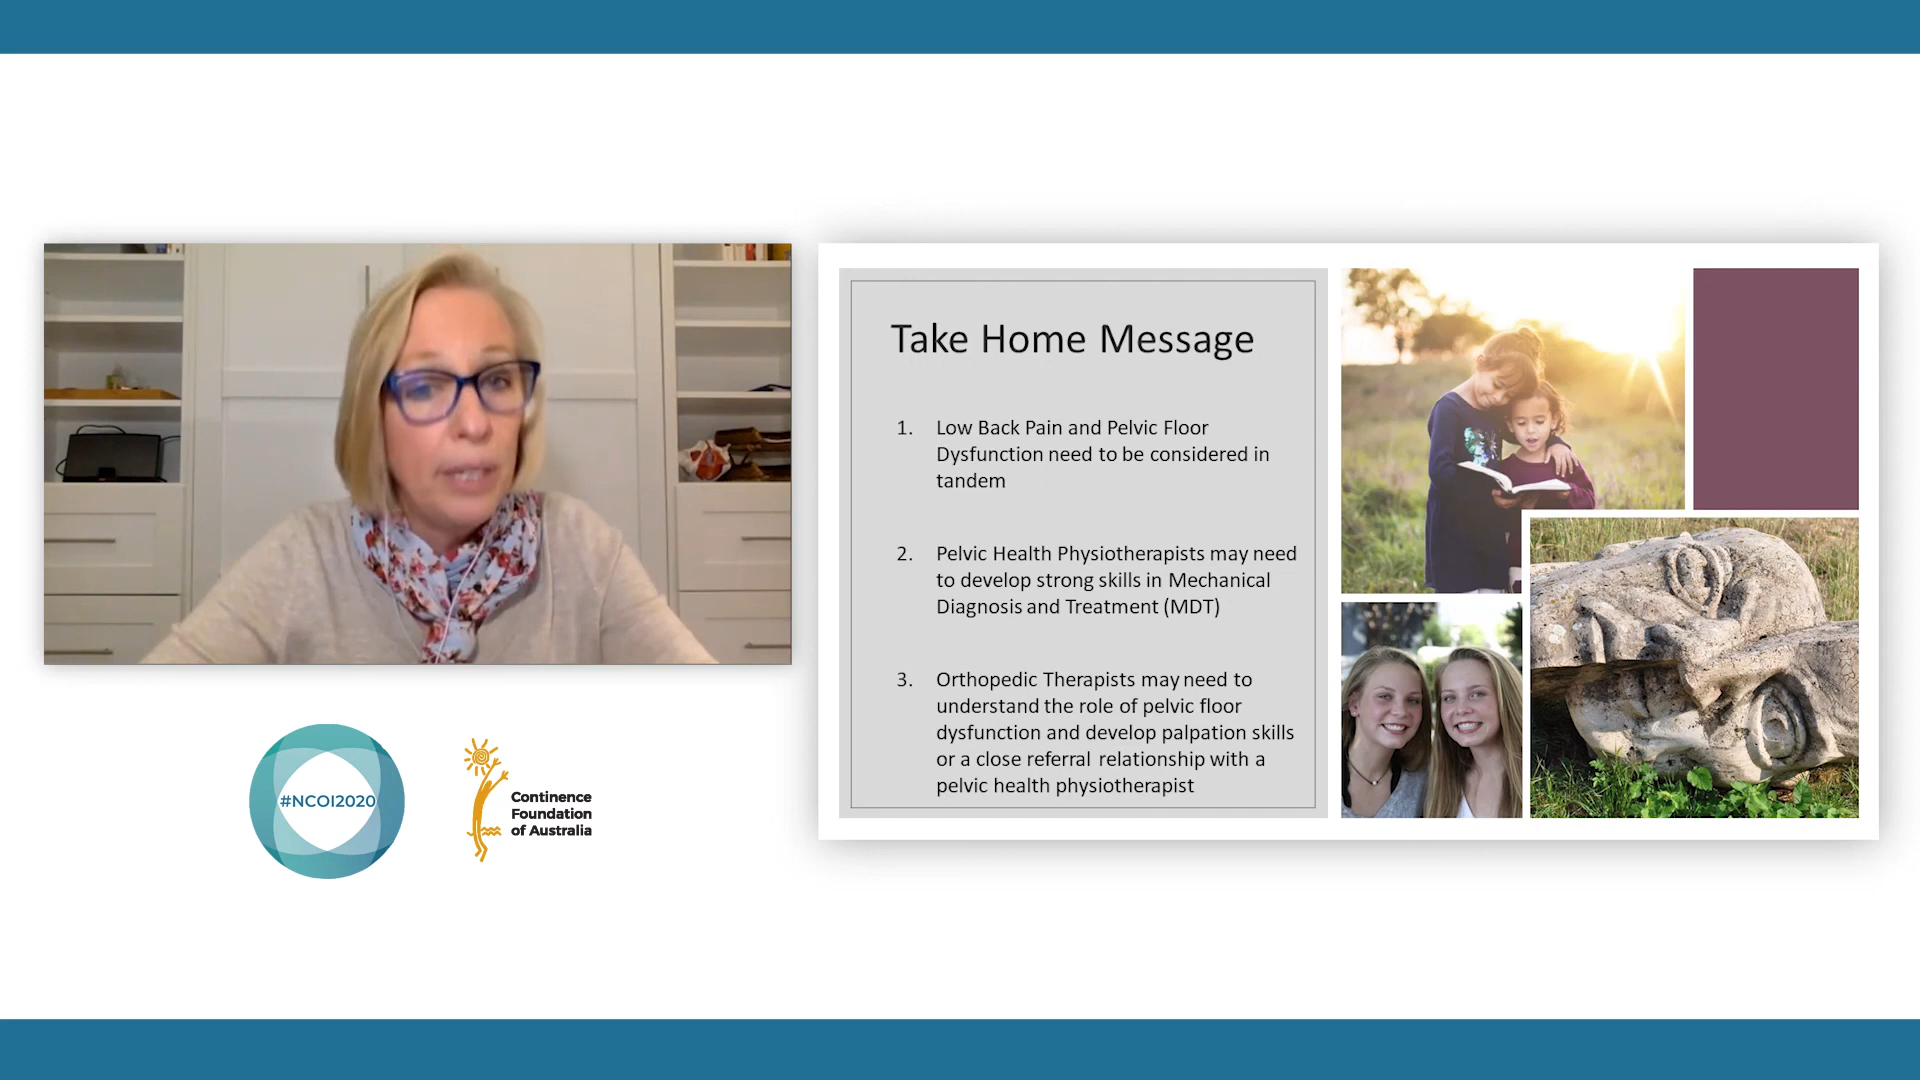 Take Home Message
1. Low Back Pain and Pelvic Floor
Dysfunction need to be considered in
tandem
2. Pelvic Health Physiotherapists may need
to develop strong skills in Mechanical
Diagnosis and Treatment (MDT)
3. Orthopedic Therapists may need to
understand the role of pelvic floor
dysfunction and develop palpation skills
or a close referral relationship with a
pelvic health physiotherapist
#NCOI2020
Continence
Foundation
of Australia